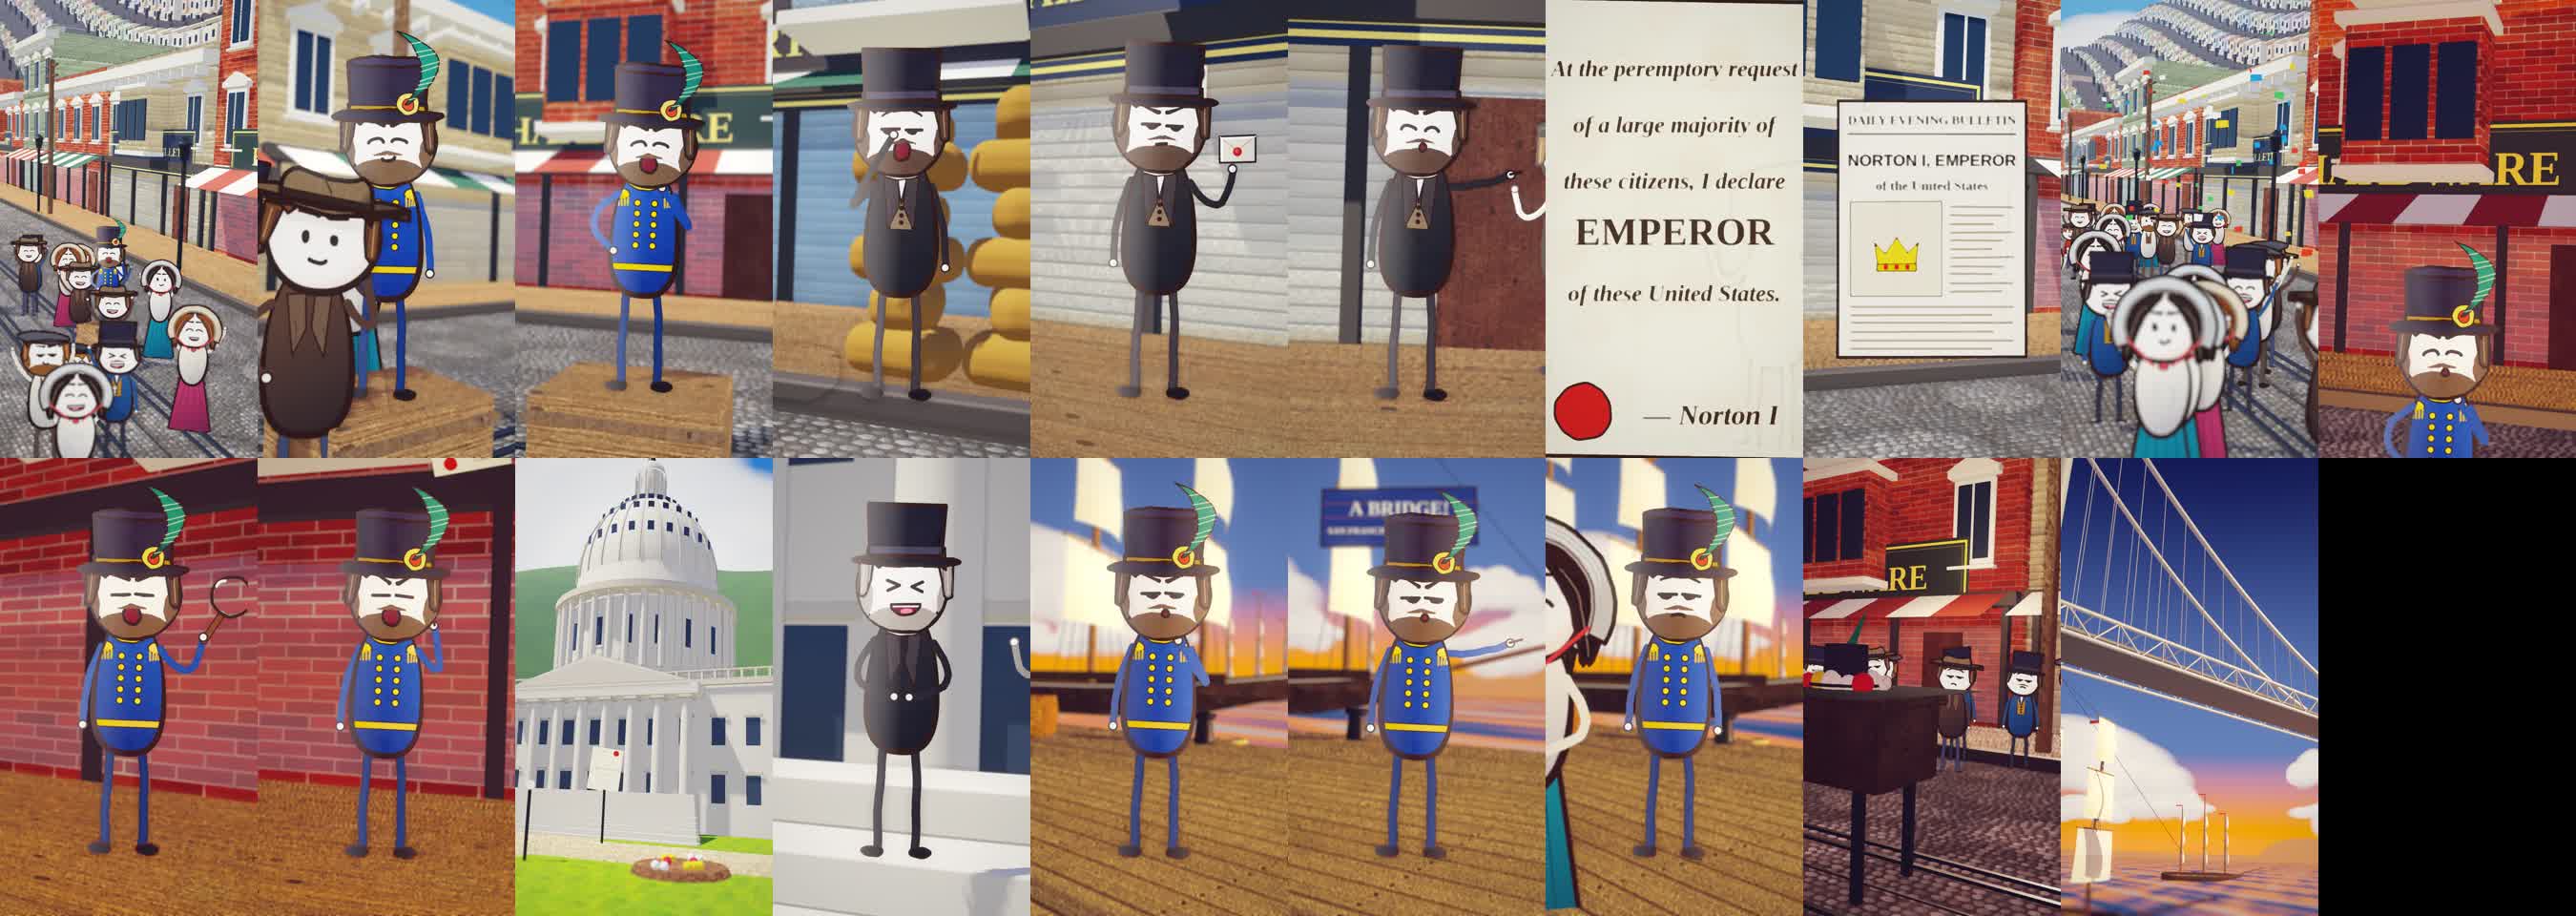 H
RE
At the peremptory request
of a large majority of
these citizens, I declare
EMPEROR
of these United States.
— Norton I
DAILY EVENING BULLETIN
NORTON I, EMPEROR
of the United States
RE
A BRIDGE!
RE